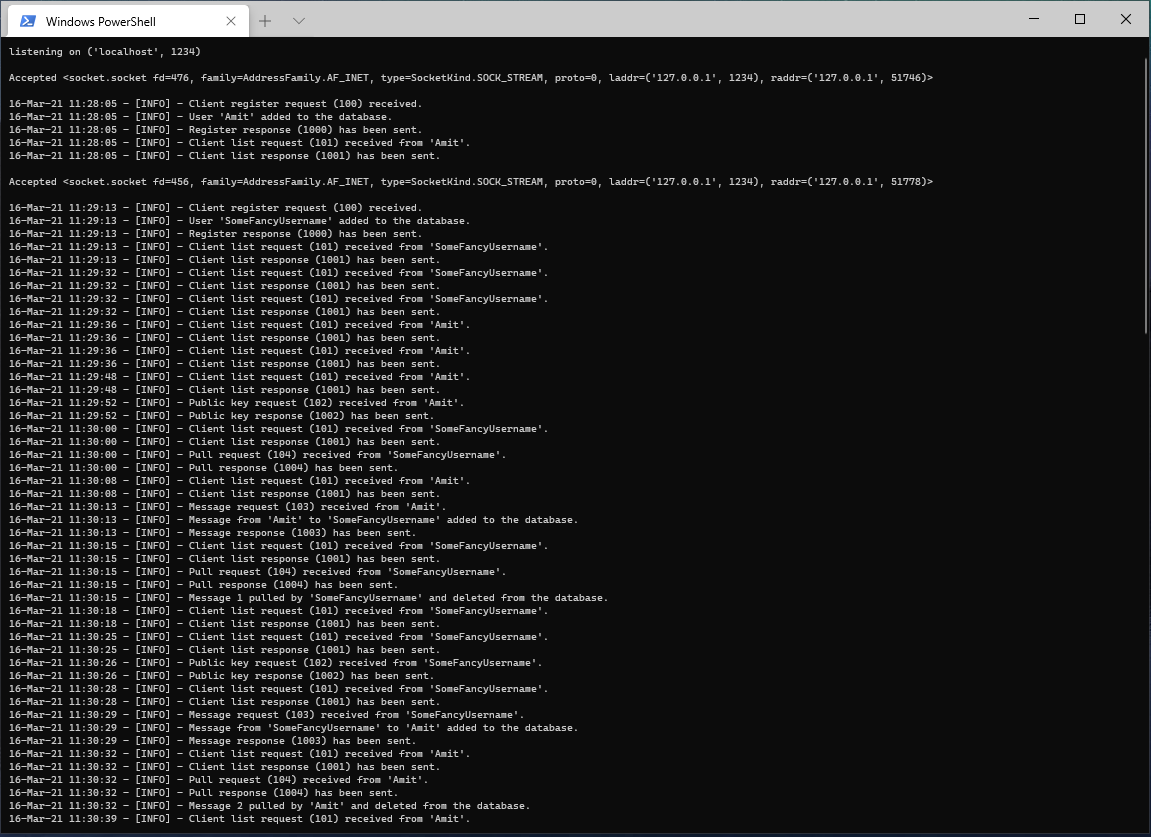 Windows PowerShell
listening on ('localhost', 1234)
Accepted <socket.socket fd=476, family=AddressFamily.AF_INET, type=SocketKind.SOCK_STREAM, proto=0, laddr=('127.0.0.1', 1234), raddr=('127.0.0.1', 51746)>
16-Mar-21 11:28:05 - [INFO] - Client register request (100) received.
16-Mar-21 11:28:05 - [INFO] - User 'Amit' added to the database.
16-Mar-21 11:28:05 - [INFO] - Register response (1000) has been sent.
16-Mar-21 11:28:05 - [INFO] - Client list request (101) received from 'Amit'.
16-Mar-21 11:28:05 - [INFO] - Client list response (1001) has been sent.
Accepted <socket.socket fd=456, family=AddressFamily.AF_INET, type=SocketKind.SOCK_STREAM, proto=0, laddr=('127.0.0.1', 1234), raddr=('127.0.0.1', 51778)>
16-Mar-21 11:29:13 - [INFO] - Client register request (100) received.
16-Mar-21 11:29:13 - [INFO] - User 'SomeFancyUsername' added to the database.
16-Mar-21 11:29:13 - [INFO] - Register response (1000) has been sent.
16-Mar-21 11:29:13 - [INFO] - Client list request (101) received from 'SomeFancyUsername'.
16-Mar-21 11:29:13 - [INFO] - Client list response (1001) has been sent.
16-Mar-21 11:29:32 - [INFO] - Client list request (101) received from 'SomeFancyUsername'.
16-Mar-21 11:29:32 - [INFO] - Client list response (1001) has been sent.
16-Mar-21 11:29:32 - [INFO] - Client list request (101) received from 'SomeFancyUsername'.
16-Mar-21 11:29:32 - [INFO] - Client list response (1001) has been sent.
16-Mar-21 11:29:36 - [INFO] - Client list request (101) received from 'Amit'.
16-Mar-21 11:29:36 - [INFO] - Client list response (1001) has been sent.
16-Mar-21 11:29:36 - [INFO] - Client list request (101) received from 'Amit'.
16-Mar-21 11:29:36 - [INFO] - Client list response (1001) has been sent.
16-Mar-21 11:29:48 - [INFO] - Client list request (101) received from 'Amit'.
16-Mar-21 11:29:48 - [INFO] - Client list response (1001) has been sent.
16-Mar-21 11:29:52 - [INFO] - Public key request (102) received from 'Amit'.
16-Mar-21 11:29:52 - [INFO] - Public key response (1002) has been sent.
16-Mar-21 11:30:00 - [INFO] - Client list request (101) received from 'SomeFancyUsername'.
16-Mar-21 11:30:00 - [INFO] - Client list response (1001) has been sent.
16-Mar-21 11:30:00 - [INFO] - Pull request (104) received from 'SomeFancyUsername'.
16-Mar-21 11:30:00 - [INFO] - Pull response (1004) has been sent.
16-Mar-21 11:30:08 - [INFO] - Client list request (101) received from 'Amit'.
16-Mar-21 11:30:08 - [INFO] - Client list response (1001) has been sent.
16-Mar-21 11:30:13 - [INFO] - Message request (103) received from 'Amit'.
16-Mar-21 11:30:13 - [INFO] - Message from 'Amit' to 'SomeFancyUsername' added to the database.
16-Mar-21 11:30:13 - [INFO] - Message response (1003) has been sent.
16-Mar-21 11:30:15 - [INFO] - Client list request (101) received from 'SomeFancyUsername'.
16-Mar-21 11:30:15 - [INFO] - Client list response (1001) has been sent.
16-Mar-21 11:30:15 - [INFO] - Pull request (104) received from 'SomeFancyUsername'.
16-Mar-21 11:30:15 - [INFO] - Pull response (1004) has been sent.
16-Mar-21 11:30:15 - [INFO] - Message 1 pulled by 'SomeFancyUsername' and deleted from the database.
16-Mar-21 11:30:18 - [INFO] - Client list request (101) received from 'SomeFancyUsername'.
16-Mar-21 11:30:18 - [INFO] - Client list response (1001) has been sent.
16-Mar-21 11:30:25 - [INFO] - Client list request (101) received from 'SomeFancyUsername'.
16-Mar-21 11:30:25 - [INFO] - Client list response (1001) has been sent.
16-Mar-21 11:30:26 - [INFO] - Public key request (102) received from 'SomeFancyUsername'.
16-Mar-21 11:30:26 - [INFO] - Public key response (1002) has been sent.
16-Mar-21 11:30:28 - [INFO] - Client list request (101) received from 'SomeFancyUsername'.
16-Mar-21 11:30:28 - [INFO] - Client list response (1001) has been sent.
16-Mar-21 11:30:29 - [INFO] - Message request (103) received from 'SomeFancyUsername'.
16-Mar-21 11:30:29 - [INFO] - Message from 'SomeFancyUsername' to 'Amit' added to the database.
16-Mar-21 11:30:29 - [INFO] - Message response (1003) has been sent.
16-Mar-21 11:30:32 - [INFO] - Client list request (101) received from 'Amit'.
16-Mar-21 11:30:32 - [INFO] - Client list response (1001) has been sent.
16-Mar-21 11:30:32 - [INFO] - Pull request (104) received from 'Amit'.
16-Mar-21 11:30:32 - [INFO] - Pull response (1004) has been sent.
16-Mar-21 11:30:32 - [INFO] - Message 2 pulled by 'Amit' and deleted from the database.
16-Mar-21 11:30:39 - [INFO] - Client list request (101) received from 'Amit'.